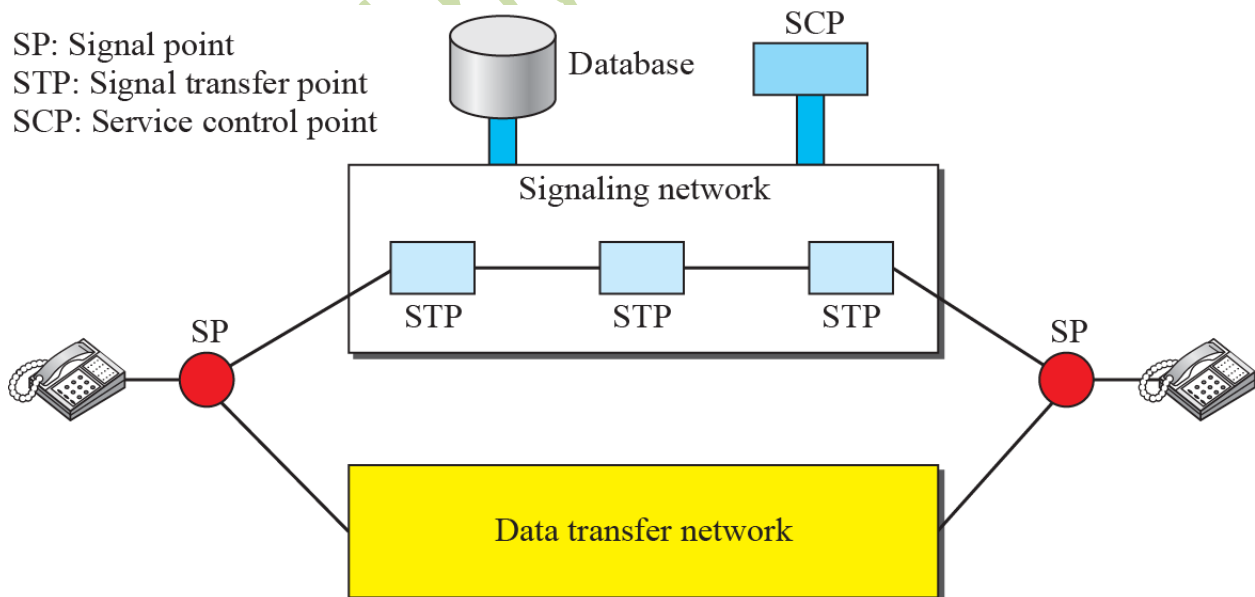 SP: Signal point
STP: Signal transfer point
SCP: Service control point
Database
SCP
Signaling network
STP
STP
STP
SP
SP
Data transfer network